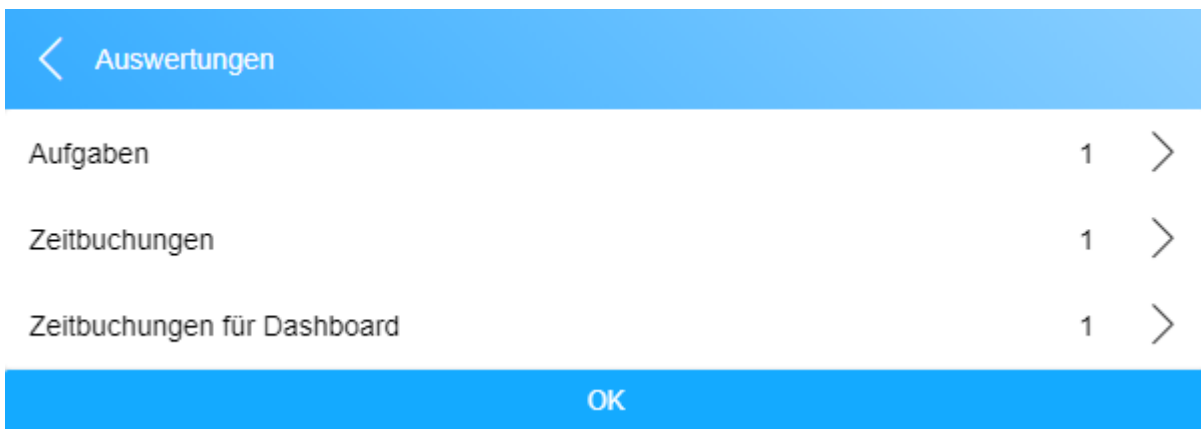 Auswertungen
Aufgaben 1
Zeitbuchungen 1
Zeitbuchungen für Dashboard 1
OK